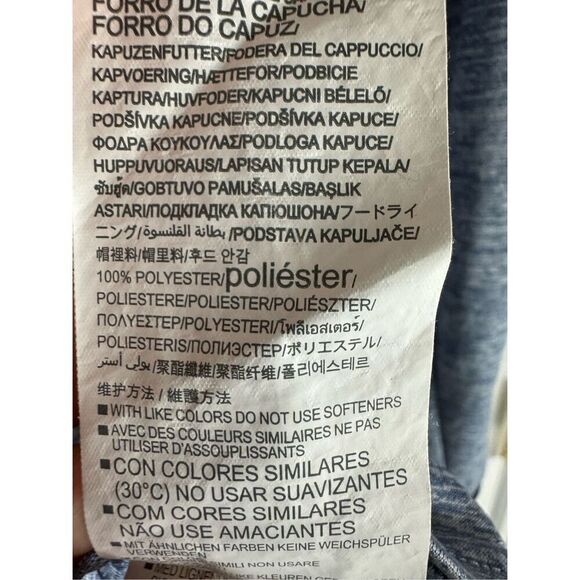 FORRO DE LA CAPUCHA/
FORRO DO CAPUZ/
KAPUZENFUTTER/FODERA DEL CAPPUCCIO/
KAPVOERING/HÆTTEFOR/PODBICIE
KAPTURA/HUVFODER/KAPUCNI BÉLELŐ/
PODŠÍVKA KAPUCNE/PODŠÍVKA KAPUCE/
ΦΟΔΡΑ ΚΟΥΚΟΥΛΑΣ/PODLOGA KAPUCE/
HUPPUVUORAUS/LAPISAN TUTUP KEPALA/
ซับฮู้ด/GOBTUVO PAMUŠALAS/BAŞLIK
ASTARI/ПОДКЛАДКА КАПЮШОНА/フードライ
ニング/بطانة القلنسوة/PODSTAVA KAPULJAČE/
帽裡料/帽里料/후드 안감
100% POLYESTER/poliéster/
POLIESTERE/POLIESTER/POLIÉSZTER/
ΠΟΛΥΕΣΤΕΡ/POLYESTERI/โพลีเอสเตอร์/
POLIESTERIS/ПОЛИЭСТЕР/ポリエステル/
بولي أستر/聚酯纖維/聚酯纤维/폴리에스테르
维护方法 / 維護方法
■WITH LIKE COLORS DO NOT USE SOFTENERS
■AVEC DES COULEURS SIMILAIRES NE PAS
UTILISER D'ASSOUPLISSANTS
■CON COLORES SIMILARES
(30°C) NO USAR SUAVIZANTES
■COM CORES SIMILARES
NÃO USE AMACIANTES
■MIT ÄHNLICHEN FARBEN KEINE WEICHSPÜLER
VERWENDEN
SIMILI NON USARE